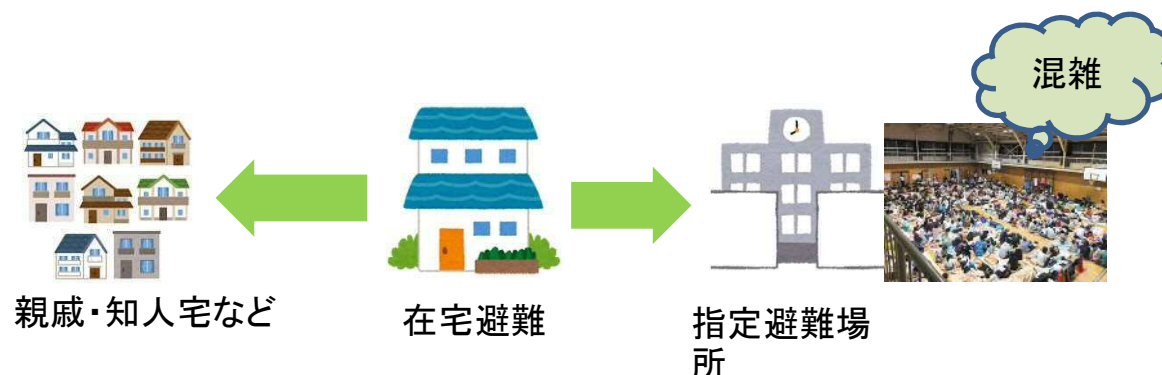 混雑
親戚・知人宅など
在宅避難
指定避難場
所